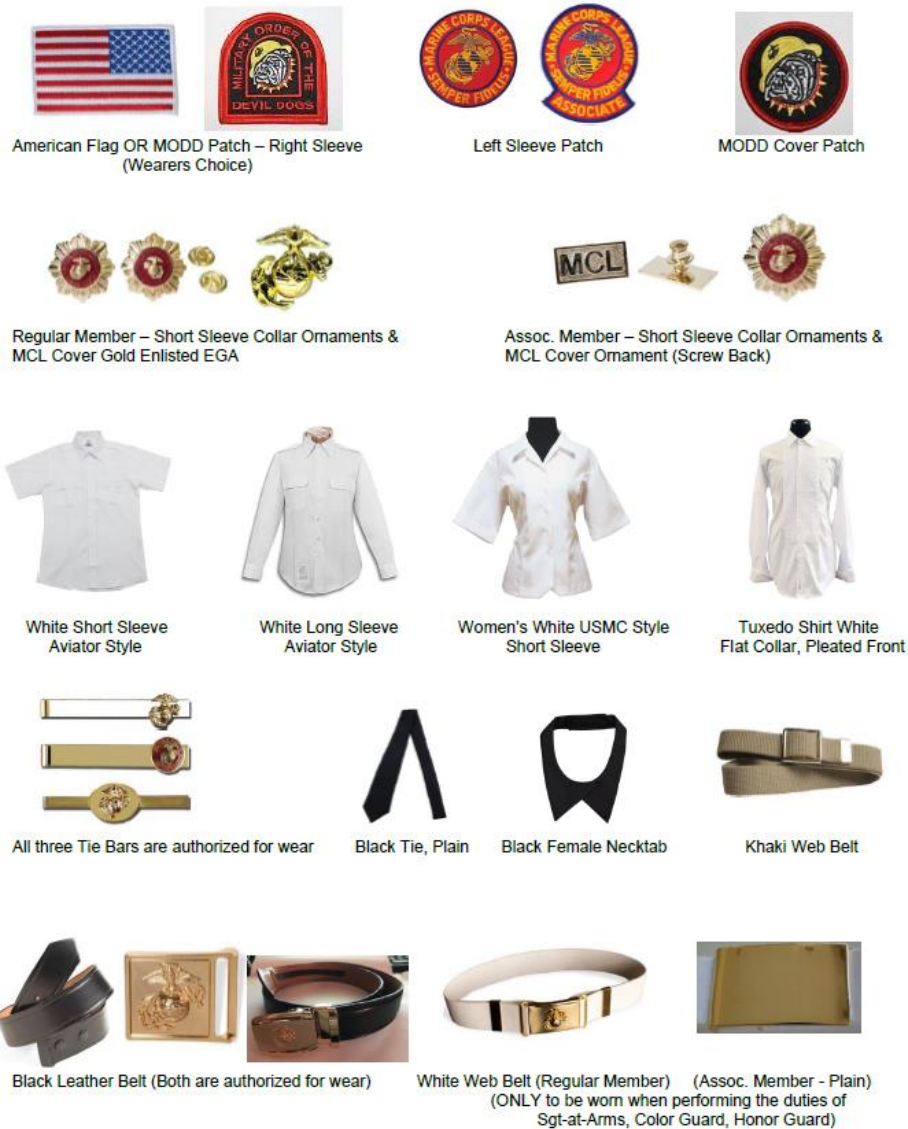 MILITARY ORDER OF THE
DEVIL DOGS
MARINE CORPS LEAGUE
SEMPER FIDELIS
MARINE CORPS LEAGUE
SEMPER FIDELIS
ASSOCIATE
American Flag OR MODD Patch – Right Sleeve
(Wearers Choice)
Left Sleeve Patch
MODD Cover Patch
MCL
Regular Member – Short Sleeve Collar Ornaments &
MCL Cover Gold Enlisted EGA
Assoc. Member – Short Sleeve Collar Ornaments &
MCL Cover Ornament (Screw Back)
White Short Sleeve
Aviator Style
White Long Sleeve
Aviator Style
Women's White USMC Style
Short Sleeve
Tuxedo Shirt White
Flat Collar, Pleated Front
All three Tie Bars are authorized for wear
Black Tie, Plain
Black Female Necktab
Khaki Web Belt
Black Leather Belt (Both are authorized for wear)
White Web Belt (Regular Member)
(Assoc. Member - Plain)
(ONLY to be worn when performing the duties of
Sgt-at-Arms, Color Guard, Honor Guard)